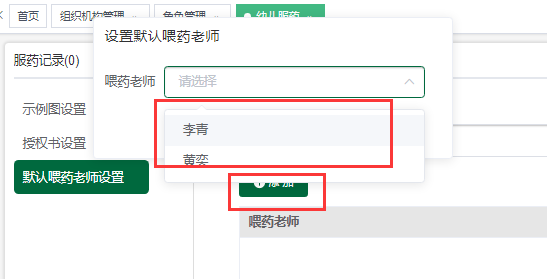 首页
组织机构管理
角色管理
幼儿服药
设置默认喂药老师
服药记录(0)
喂药老师
请选择
示例图设置
李青
授权书设置
黄奕
默认喂药老师设置
添加
喂药老师